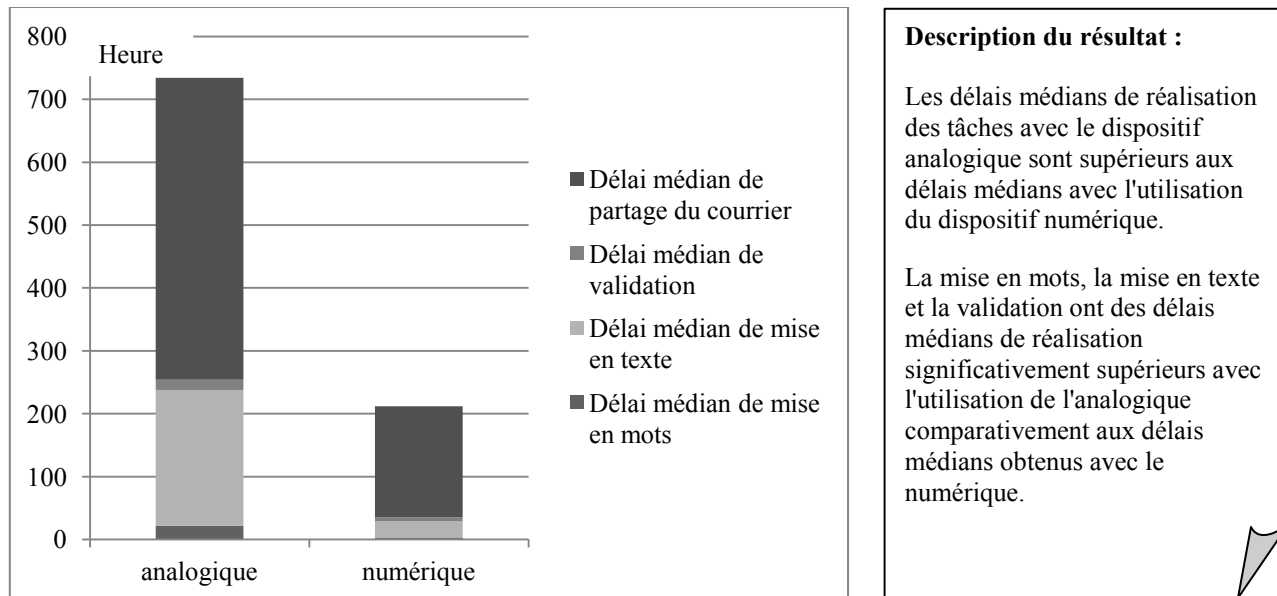 800
Heure
700
600
500
400
300
200
100
0
analogique
numérique
Délai médian de
partage du courrier
Délai médian de
validation
Délai médian de mise
en texte
Délai médian de mise
en mots
Description du résultat :
Les délais médians de réalisation
des tâches avec le dispositif
analogique sont supérieurs aux
délais médians avec l'utilisation
du dispositif numérique.
La mise en mots, la mise en texte
et la validation ont des délais
médians de réalisation
significativement supérieurs avec
l'utilisation de l'analogique
comparativement aux délais
médians obtenus avec le
numérique.